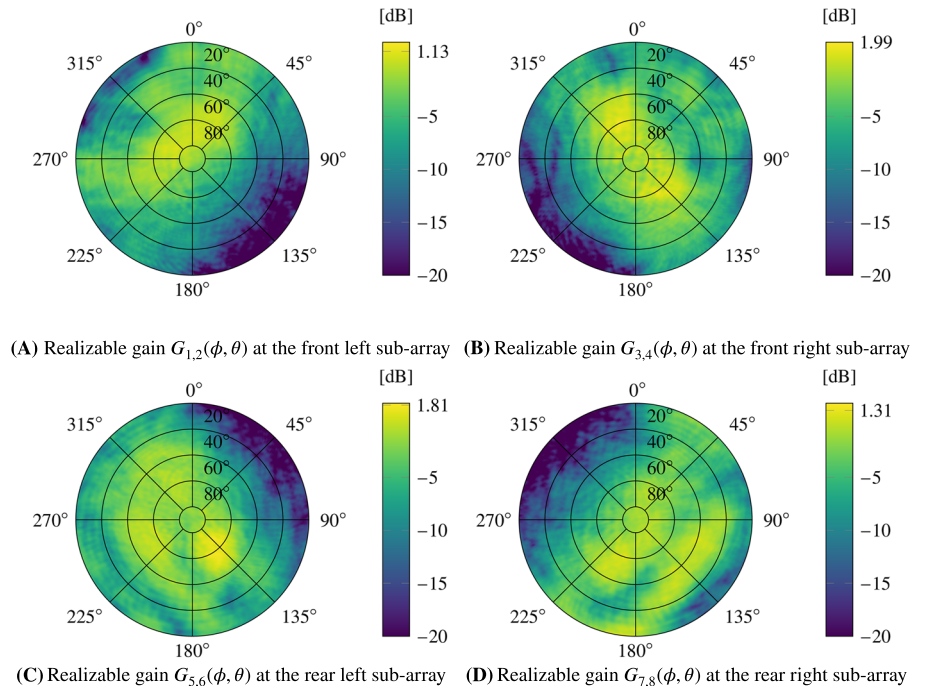 [dB] [dB]
0° 0°
315° 20° 45° 1.13 315° 20° 45° 1.99
40° 40°
60° −5 60° −5
80° 80°
270° 90° −10 270° 90° −10
−15 −15
225° 135° 225° 135°
180° −20 180° −20
(A) Realizable gain G1,2(ϕ, θ) at the front left sub-array (B) Realizable gain G3,4(ϕ, θ) at the front right sub-array
[dB] [dB]
0° 0°
315° 20° 45° 1.81 315° 20° 45° 1.31
40° 40°
60° −5 60° −5
80° 80°
270° 90° −10 270° 90° −10
−15 −15
225° 135° 225° 135°
180° −20 180° −20
(C) Realizable gain G5,6(ϕ, θ) at the rear left sub-array (D) Realizable gain G7,8(ϕ, θ) at the rear right sub-array